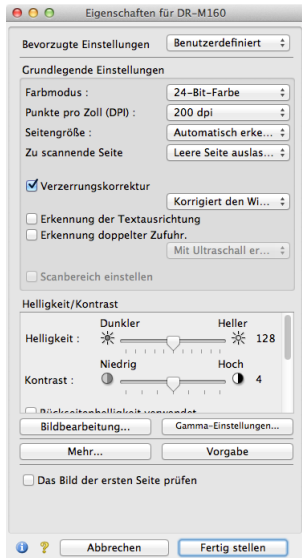 Eigenschaften für DR-M160
Bevorzugte Einstellungen Benutzerdefiniert
Grundlegende Einstellungen
Farbmodus : 24-Bit-Farbe
Punkte pro Zoll (DPI) : 200 dpi
Seitengröße : Automatisch erke...
Zu scannende Seite Leere Seite auslas...
Verzerrungskorrektur
Korrigiert den Wi...
Erkennung der Textausrichtung
Erkennung doppelter Zufuhr.
Mit Ultraschall er...
Scanbereich einstellen
Helligkeit/Kontrast
Dunkler Heller
Helligkeit : 128
Niedrig Hoch
Kontrast : 4
Rückseitenhelligkeit verwendet
Bildbearbeitung... Gamma-Einstellungen...
Mehr... Vorgabe
Das Bild der ersten Seite prüfen
Abbrechen Fertig stellen